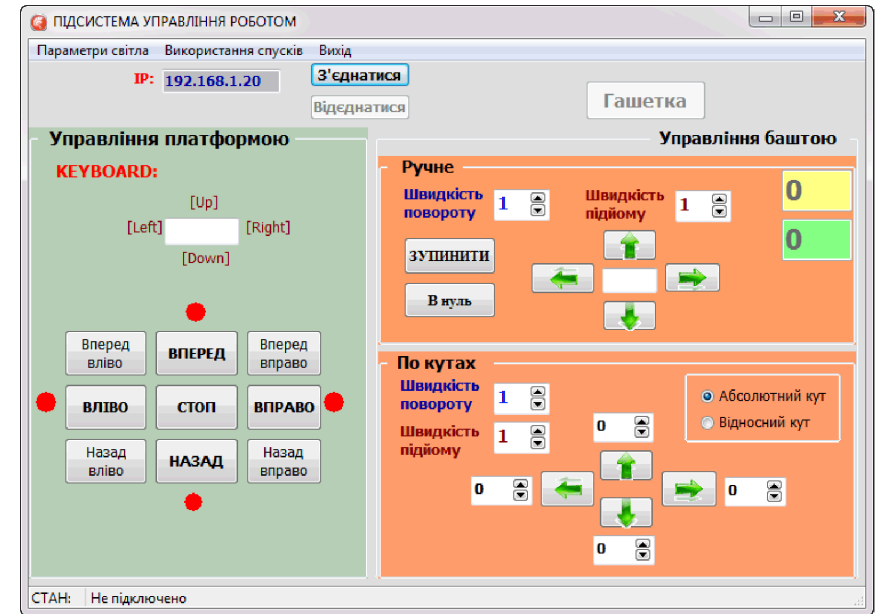 ПІДСИСТЕМА УПРАВЛІННЯ РОБОТОМ
Параметри світла Використання спусків Вихід
IP: 192.168.1.20
З'єднатися
Відєднатися
Гашетка
Управління платформою
KEYBOARD:
[Up]
[Left] [Right]
[Down]
Вперед вліво
ВПЕРЕД
Вперед вправо
ВЛІВО
СТОП
ВПРАВО
Назад вліво
НАЗАД
Назад вправо
Управління баштою
Ручне
Швидкість
повороту
1
Швидкість
підйому
1
0
0
ЗУПИНИТИ
В нуль
По кутах
Швидкість
повороту
1
Швидкість
підйому
1
Абсолютний кут
Відносний кут
0
0
0
0
СТАН: Не підключено